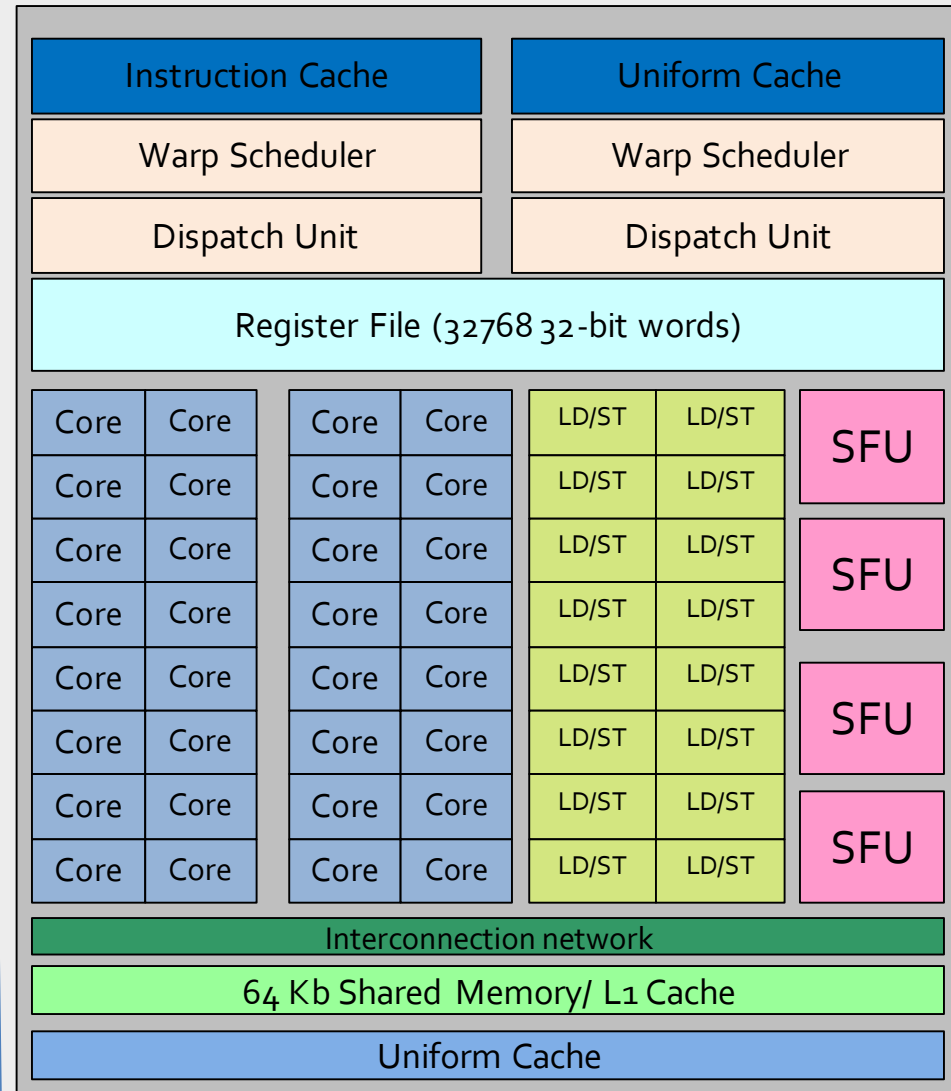 Instruction Cache Uniform Cache
Warp Scheduler Warp Scheduler
Dispatch Unit Dispatch Unit
Register File (32768 32-bit words)
Core Core Core Core LD/ST LD/ST SFU
Core Core Core Core LD/ST LD/ST
Core Core Core Core LD/ST LD/ST SFU
Core Core Core Core LD/ST LD/ST
Core Core Core Core LD/ST LD/ST SFU
Core Core Core Core LD/ST LD/ST
Core Core Core Core LD/ST LD/ST SFU
Core Core Core Core LD/ST LD/ST
Interconnection network
64 Kb Shared Memory/ L1 Cache
Uniform Cache